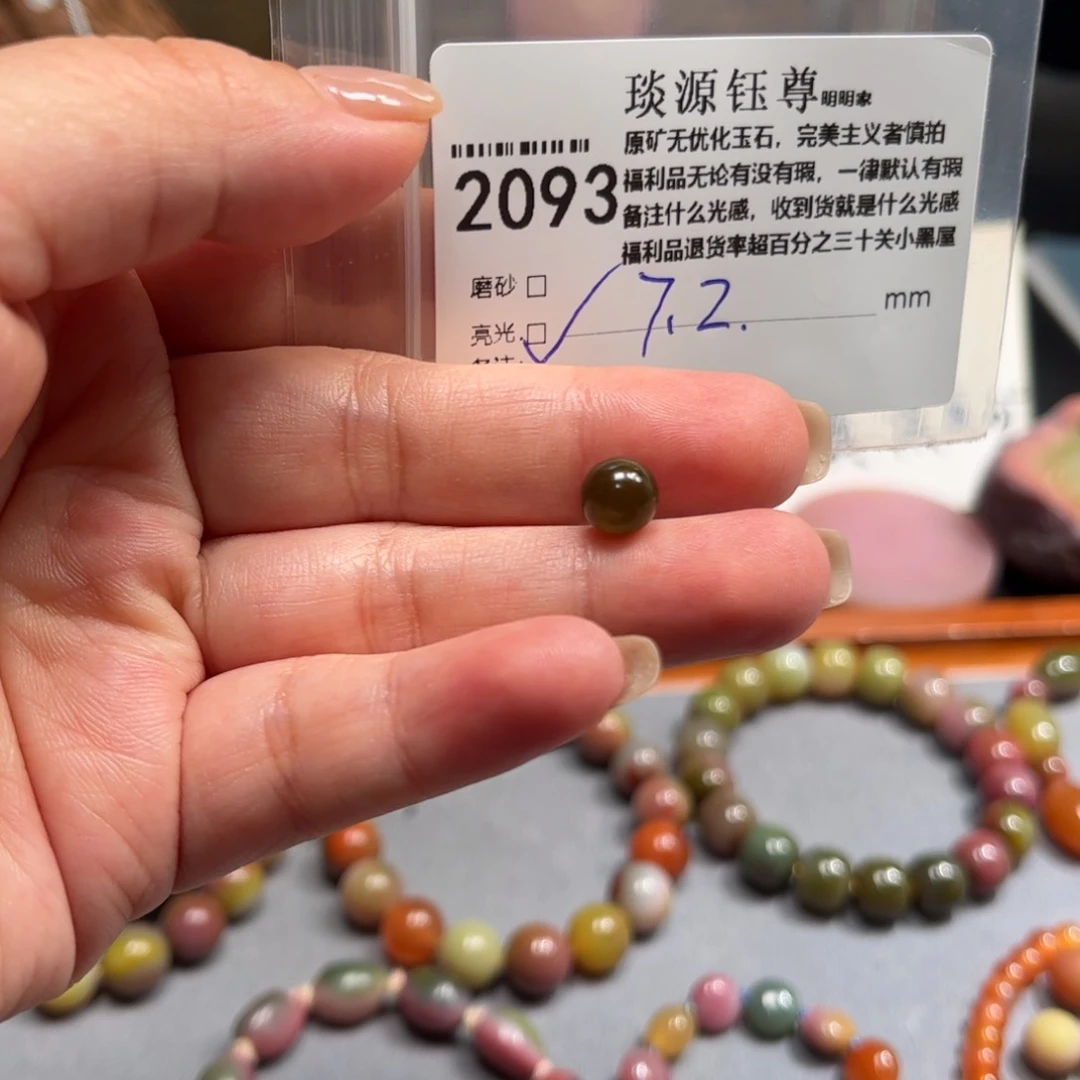 琰源钰尊明明家
原矿无优化玉石，完美主义者慎拍
2093
福利品无论有没有瑕，一律默认有瑕
备注什么光感，收到货就是什么光感
福利品退货率超百分之三十关小黑屋
磨砂 □
亮光.□ ✓ 7.2. mm